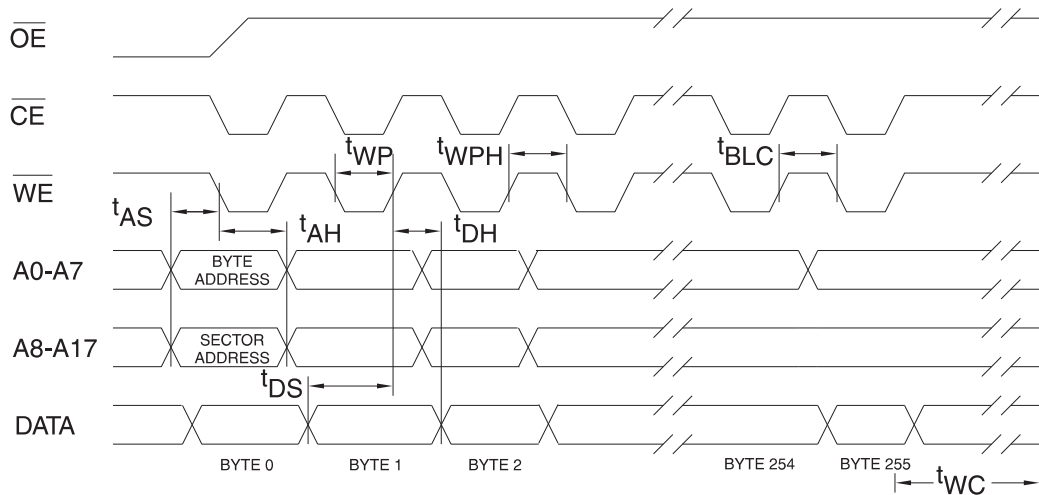 OE
CE
tWP tWPH tBLC
WE
tAS
tAH tDH
A0-A7 BYTE ADDRESS
A8-A17 SECTOR ADDRESS
tDS
DATA
BYTE 0 BYTE 1 BYTE 2 BYTE 254 BYTE 255
tWC